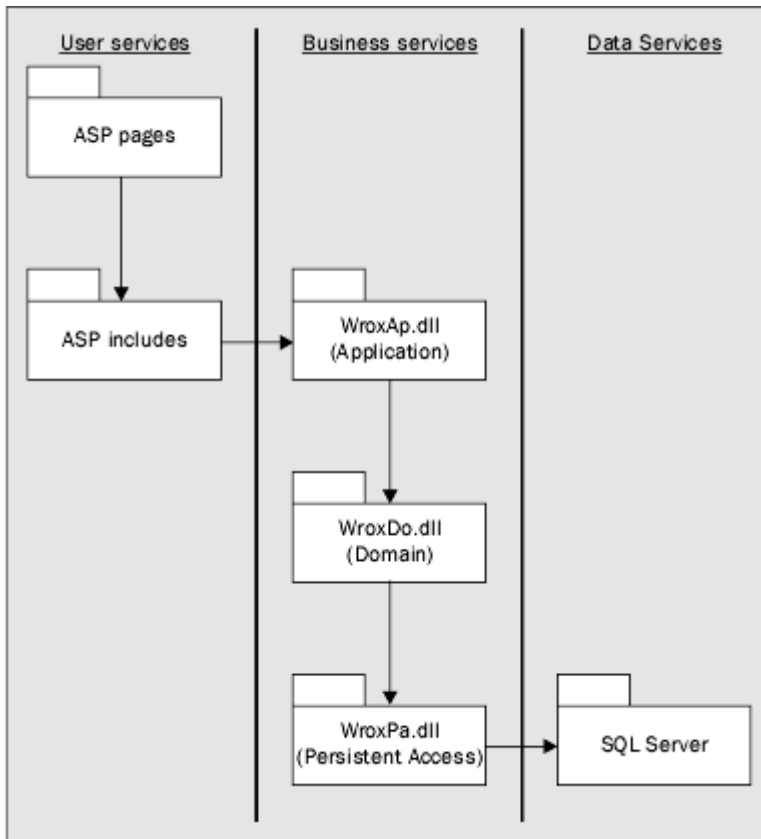 User services
Business services
Data Services
ASP pages
ASP includes
WroxAp.dll
(Application)
WroxDo.dll
(Domain)
WroxPa.dll
(Persistent Access)
SQL Server